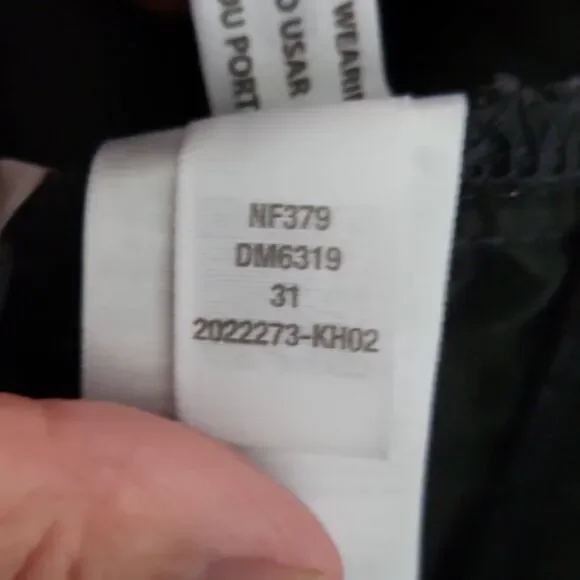 WEARI
O USAR
OU PORT
NF379
DM6319
31
2022273-KH02